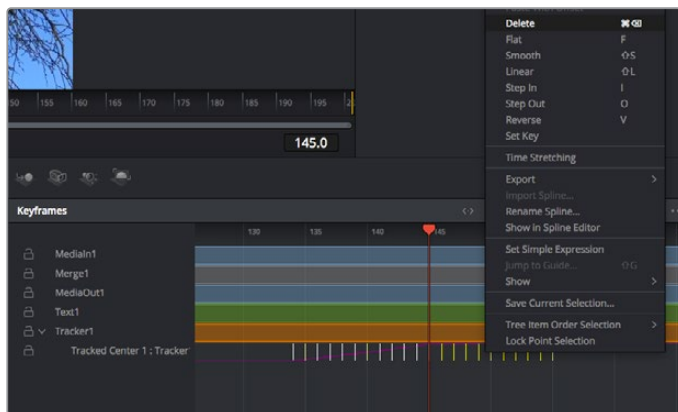 Delete ⌘⌫
Flat F
Smooth ⇧S
Linear ⇧L
Step In I
Step Out O
Reverse V
Set Key
Time Stretching
Export >
Import Spline...
Rename Spline...
Show in Spline Editor
Set Simple Expression
Jump to Guide... ⇧G
Show >
Save Current Selection...
Tree Item Order Selection >
Lock Point Selection
50 155 160 165 170 175 180 185 190 195
145.0
Keyframes
130 135 140 145
MediaIn1
Merge1
MediaOut1
Text1
Tracker1
Tracked Center 1 : Tracker